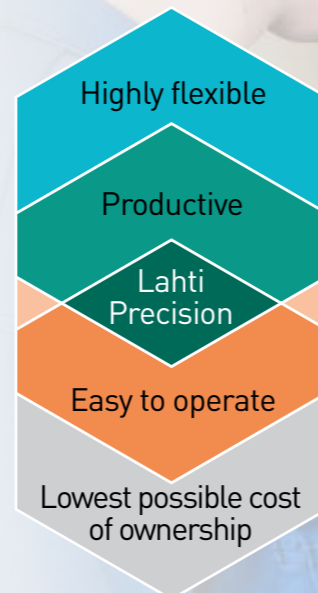 Highly flexible
Productive
Lahti
Precision
Easy to operate
Lowest possible cost
of ownership